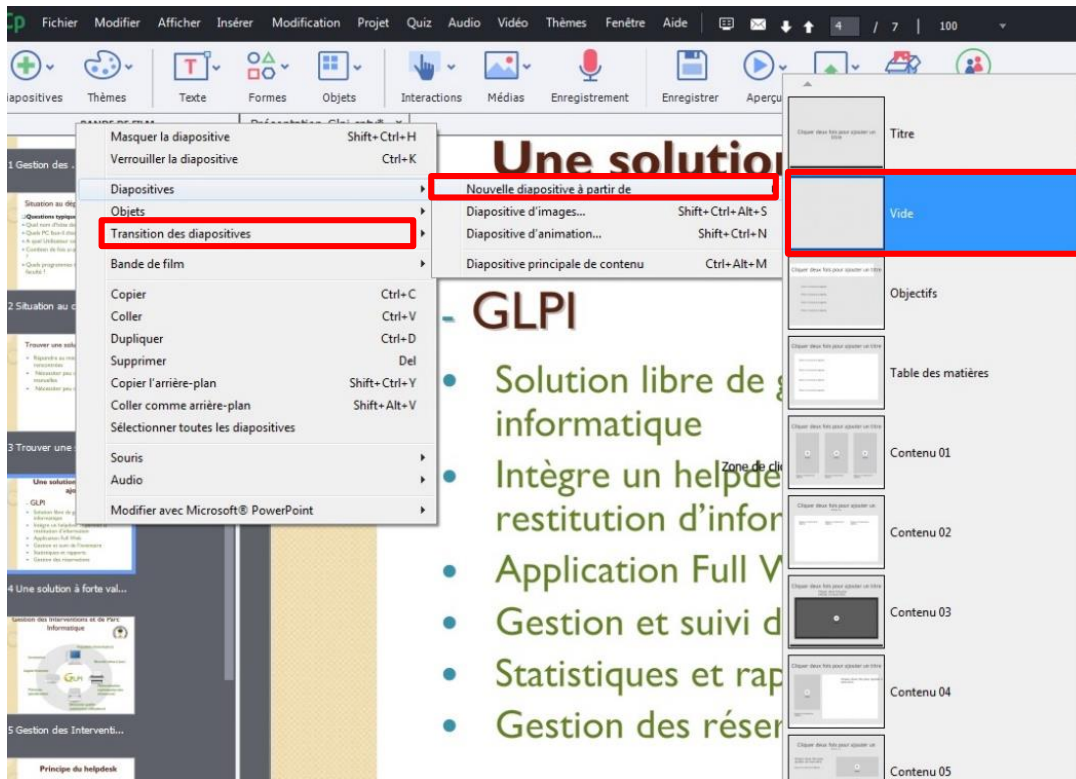 Cp Fichier Modifier Afficher Insérer Modification Projet Quiz Audio Vidéo Thèmes Fenêtre Aide 4 / 7 100
iapositives Thèmes Texte Formes Objets Interactions Médias Enregistrement Enregistrer Aperçu
BANDE DE FILM
Masquer la diapositive Shift+Ctrl+H
Verrouiller la diapositive Ctrl+K
Diapositives
Objets
Transition des diapositives
Bande de film
Copier Ctrl+C
Coller Ctrl+V
Dupliquer Ctrl+D
Supprimer Del
Copier l'arrière-plan Shift+Ctrl+Y
Coller comme arrière-plan Shift+Alt+V
Sélectionner toutes les diapositives
Souris
Audio
Modifier avec Microsoft® PowerPoint
Nouvelle diapositive à partir de
Diapositive d'images... Shift+Ctrl+Alt+S
Diapositive d'animation... Shift+Ctrl+N
Diapositive principale de contenu Ctrl+Alt+M
Titre
Vide
Objectifs
Table des matières
Contenu 01
Contenu 02
Contenu 03
Contenu 04
Contenu 05
Une solution
- GLPI
• Solution libre de g
informatique
• Intègre un helpde
Zone de cli
restitution d'infor
• Application Full W
• Gestion et suivi d
• Statistiques et rap
• Gestion des réser
1 Gestion des
Situation au dé
2 Situation au c
Trouver une solu
3 Trouver une
Une solution
- GLPI
4 Une solution à forte val...
Gestion des Interventions et de Parc
Informatique
5 Gestion des Interventi...
Principe du helpdesk